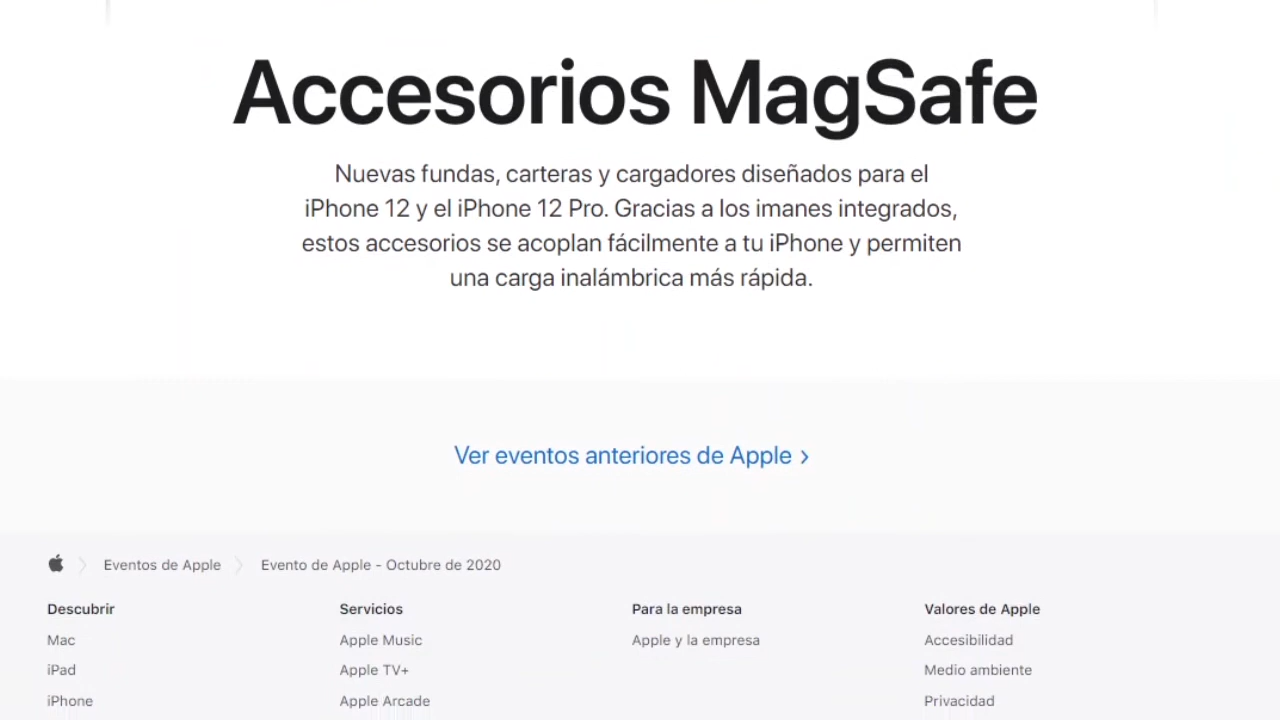 Accesorios MagSafe
Nuevas fundas, carteras y cargadores diseñados para el
iPhone 12 y el iPhone 12 Pro. Gracias a los imanes integrados,
estos accesorios se acoplan fácilmente a tu iPhone y permiten
una carga inalámbrica más rápida.
Ver eventos anteriores de Apple ›
Eventos de Apple
Evento de Apple - Octubre de 2020
Descubrir
Mac
iPad
iPhone
Servicios
Apple Music
Apple TV+
Apple Arcade
Para la empresa
Apple y la empresa
Valores de Apple
Accesibilidad
Medio ambiente
Privacidad